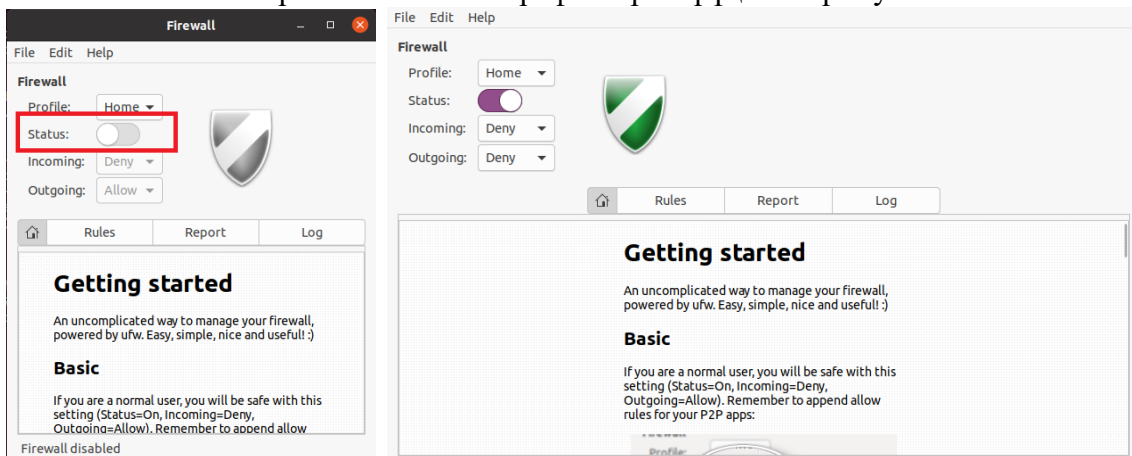 Firewall
File Edit Help
Firewall
Profile: Home
Status:
Incoming: Deny
Outgoing: Allow
Rules Report Log
Getting started
An uncomplicated way to manage your firewall,
powered by ufw. Easy, simple, nice and useful! :)
Basic
If you are a normal user, you will be safe with this
setting (Status=On, Incoming=Deny,
Outgoing=Allow). Remember to append allow
Firewall disabled
File Edit Help
Firewall
Profile: Home
Status:
Incoming: Deny
Outgoing: Deny
Rules Report Log
Getting started
An uncomplicated way to manage your firewall,
powered by ufw. Easy, simple, nice and useful! :)
Basic
If you are a normal user, you will be safe with this
setting (Status=On, Incoming=Deny,
Outgoing=Allow). Remember to append allow
rules for your P2P apps:
Profile: